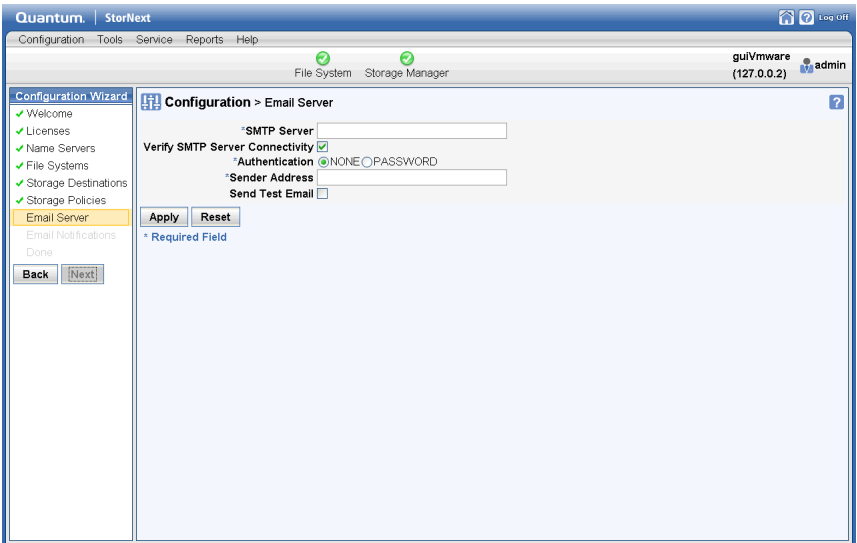 Quantum. | StorNext
Log Off
Configuration Tools Service Reports Help
File System Storage Manager
guiVmware
(127.0.0.2)
admin
Configuration Wizard
Welcome
Licenses
Name Servers
File Systems
Storage Destinations
Storage Policies
Email Server
Email Notifications
Done
Back Next
Configuration > Email Server
?
*SMTP Server
Verify SMTP Server Connectivity
*Authentication NONE PASSWORD
*Sender Address
Send Test Email
Apply Reset
* Required Field